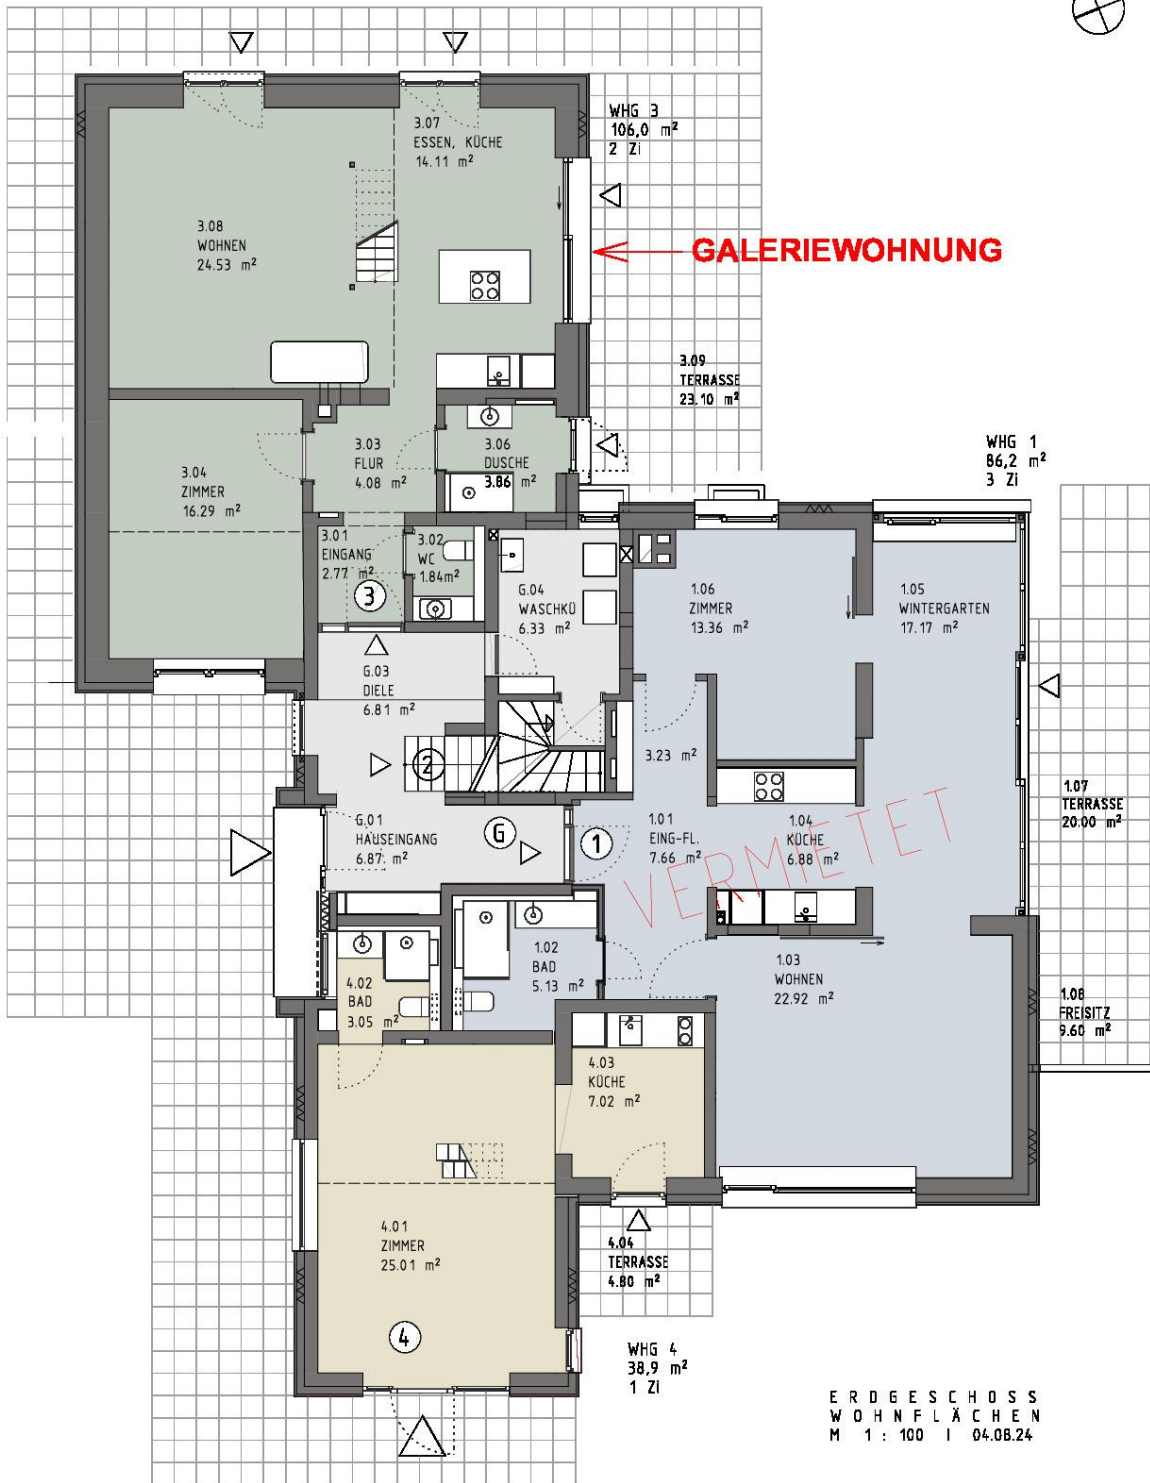 WHG 3
106,0 m²
2 Zi
3.07
ESSEN, KÜCHE
14.11 m²
3.08
WOHNEN
24.53 m²
GALERIEWOHNUNG
3.09
TERRASSE
23.10 m²
3.03
FLUR
4.08 m²
3.06
DUSCHE
3.86 m²
3.04
ZIMMER
16.29 m²
WHG 1
86,2 m²
3 Zi
3.01
EINGANG
2.77 m²
3
3.02
WC
1.84m²
G.04
WASCHKÜ
6.33 m²
1.06
ZIMMER
13.36 m²
1.05
WINTERGARTEN
17.17 m²
G.03
DIELE
6.81 m²
2
3.23 m²
1.07
TERRASSE
20.00 m²
G.01
HAUSEINGANG
6.87 m²
G
1
1.01
EING-FL.
7.66 m²
1.04
KÜCHE
6.88 m²
VERMIETET
1.02
BAD
5.13 m²
1.03
WOHNEN
22.92 m²
4.02
BAD
3.05 m²
1.08
FREISITZ
9.60 m²
4.03
KÜCHE
7.02 m²
4.01
ZIMMER
25.01 m²
4.04
TERRASSE
4.80 m²
4
WHG 4
38,9 m²
1 Zi
ERDGESCHOSS
WOHNFLÄCHEN
M 1 : 100 | 04.08.24